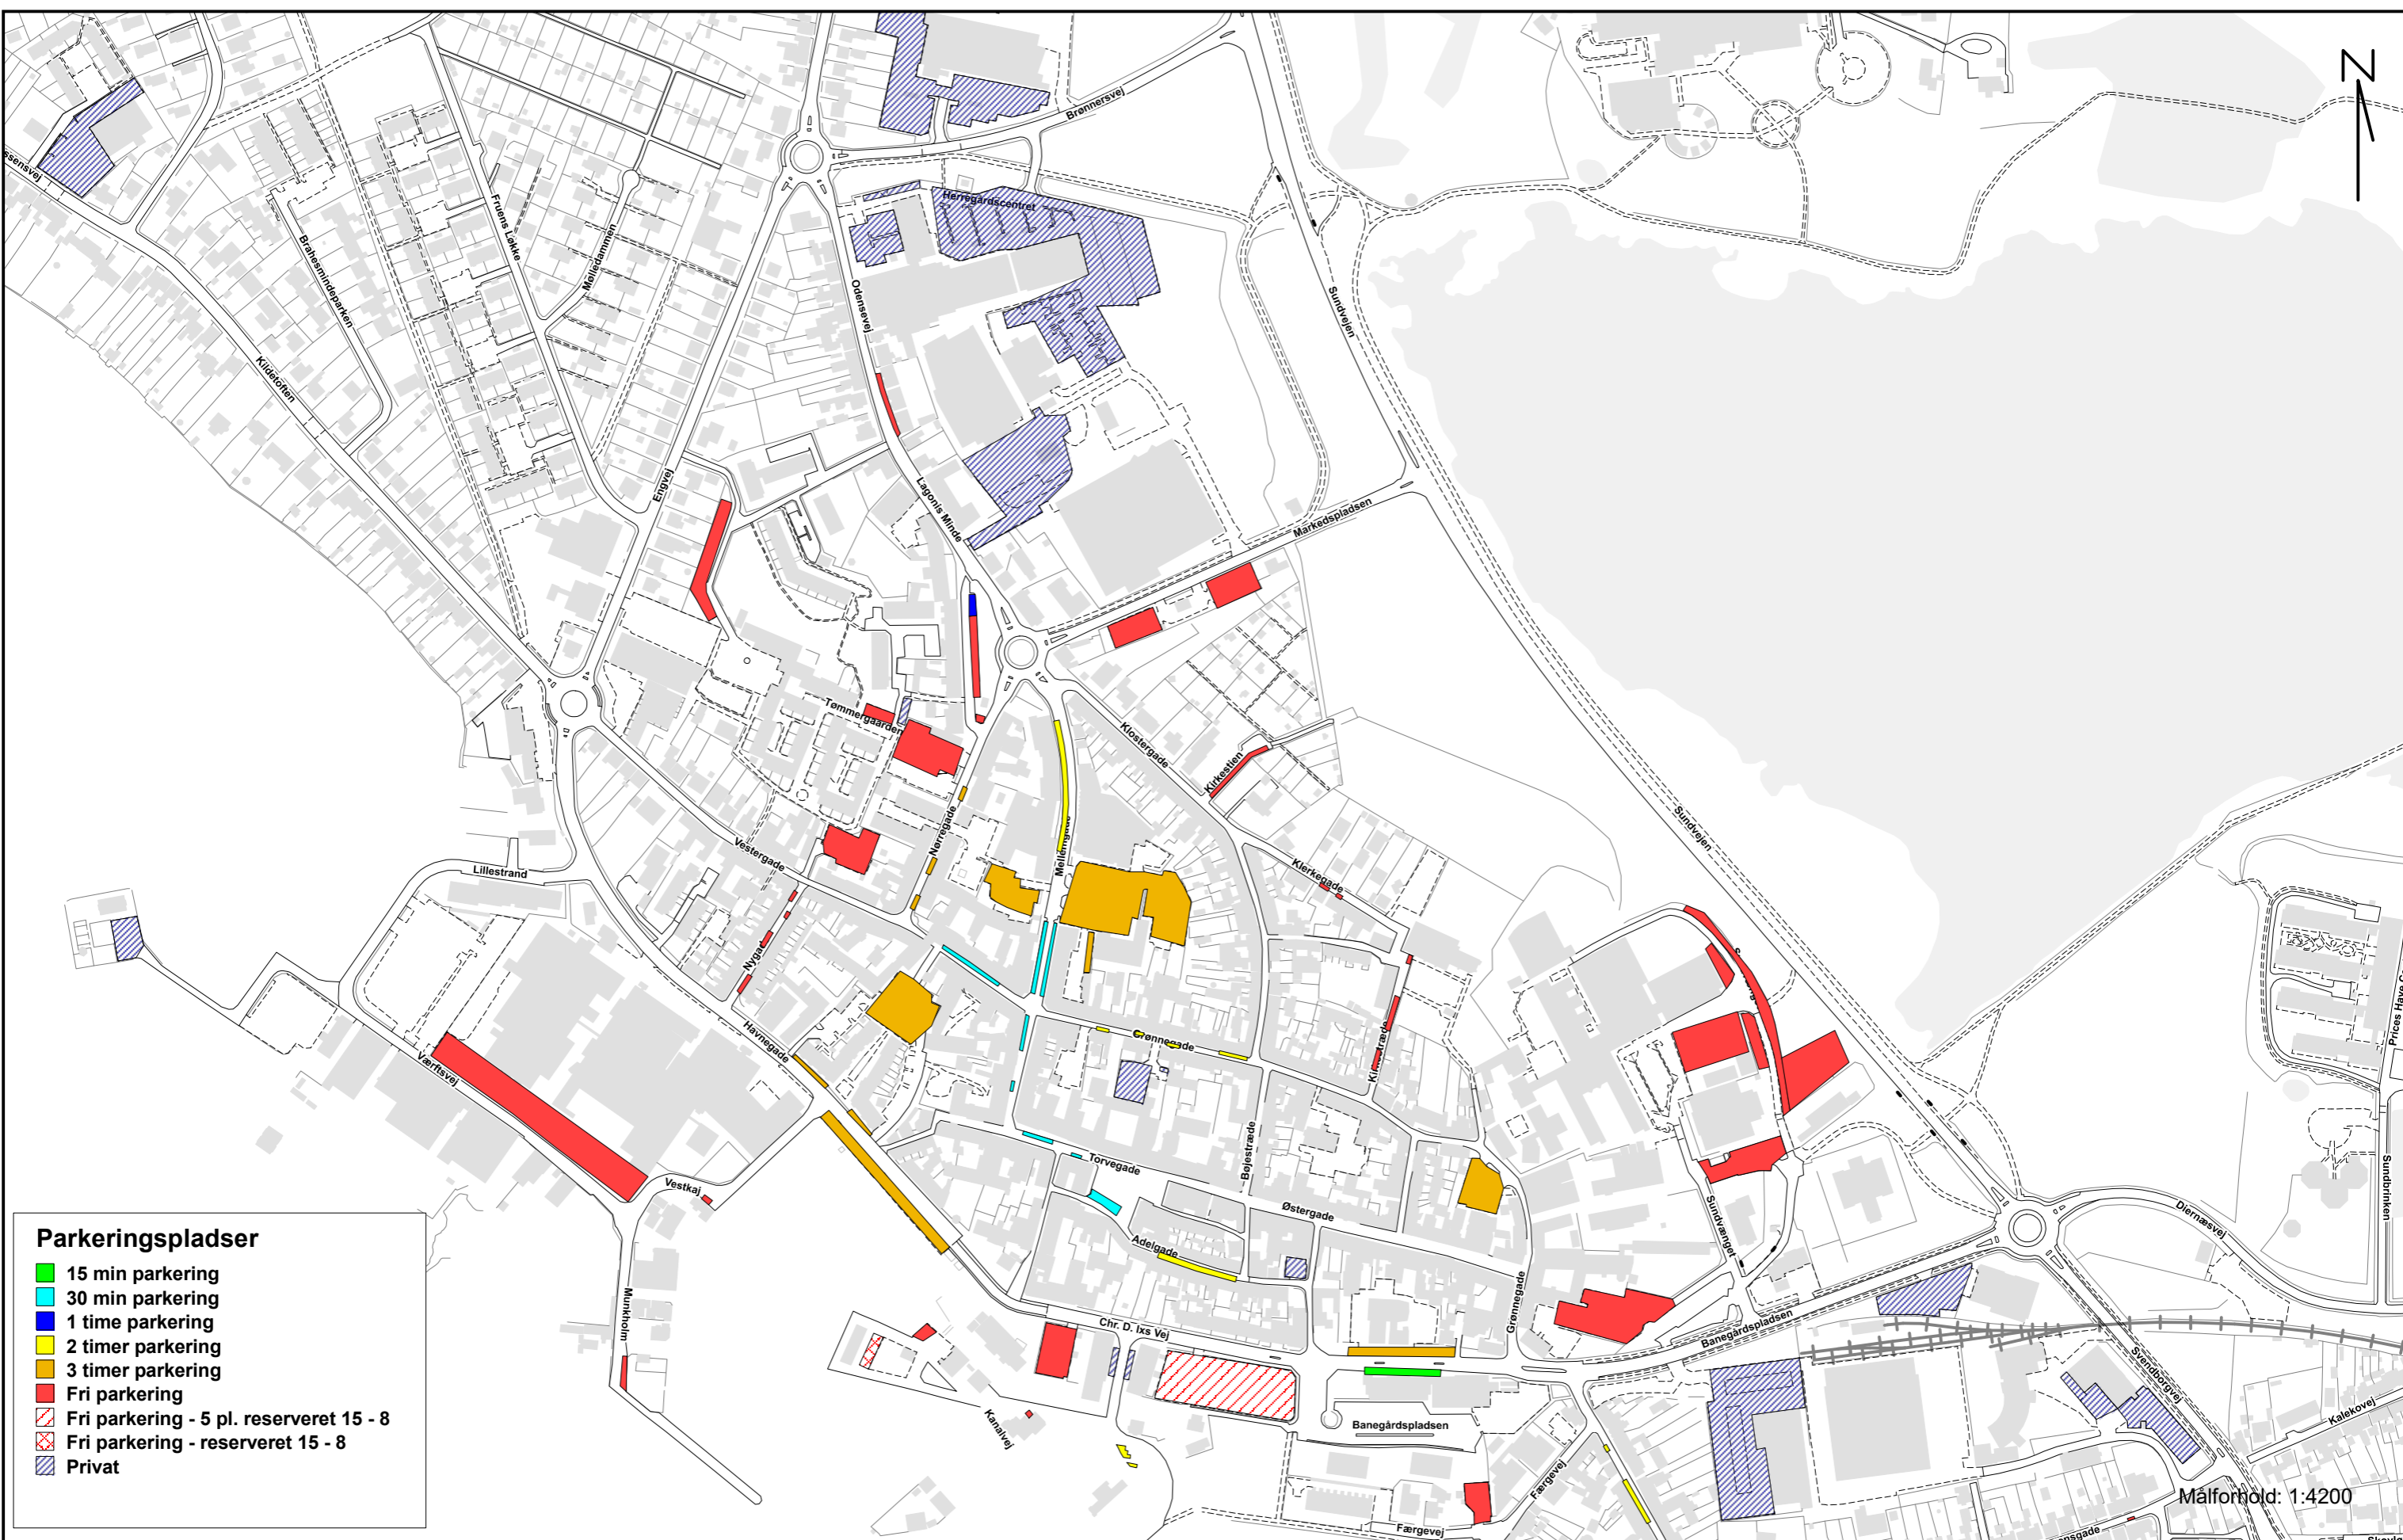 N
Brønnersvej
Herregårdscentret
Fruens Løkke
Mølledammen
Brahesmindeparken
Odensevej
Sundvejen
Kildetoften
Engvej
Lagonis Minde
Markedspladsen
Tømmergaarden
Klostergade
Kirkestien
Nørregade
Sundvejen
Vestergade
Lillestrand
Klerkegade
Havnegade
Grønnegade
Værftsvej
Bøjestræde
Torvegade
Vestkaj
Østergade
Adelgade
Sundvænget
Diernæsvej
Sundbrinken
Munkholm
Chr. D. Ixs Vej
Grønnegade
Banegårdspladsen
Svendborgvej
Kalekovej
Kanalvej
Banegårdspladsen
Færgevej
Færgevej
Parkeringspladser
15 min parkering
30 min parkering
1 time parkering
2 timer parkering
3 timer parkering
Fri parkering
Fri parkering - 5 pl. reserveret 15 - 8
Fri parkering - reserveret 15 - 8
Privat
Målforhold: 1:4200